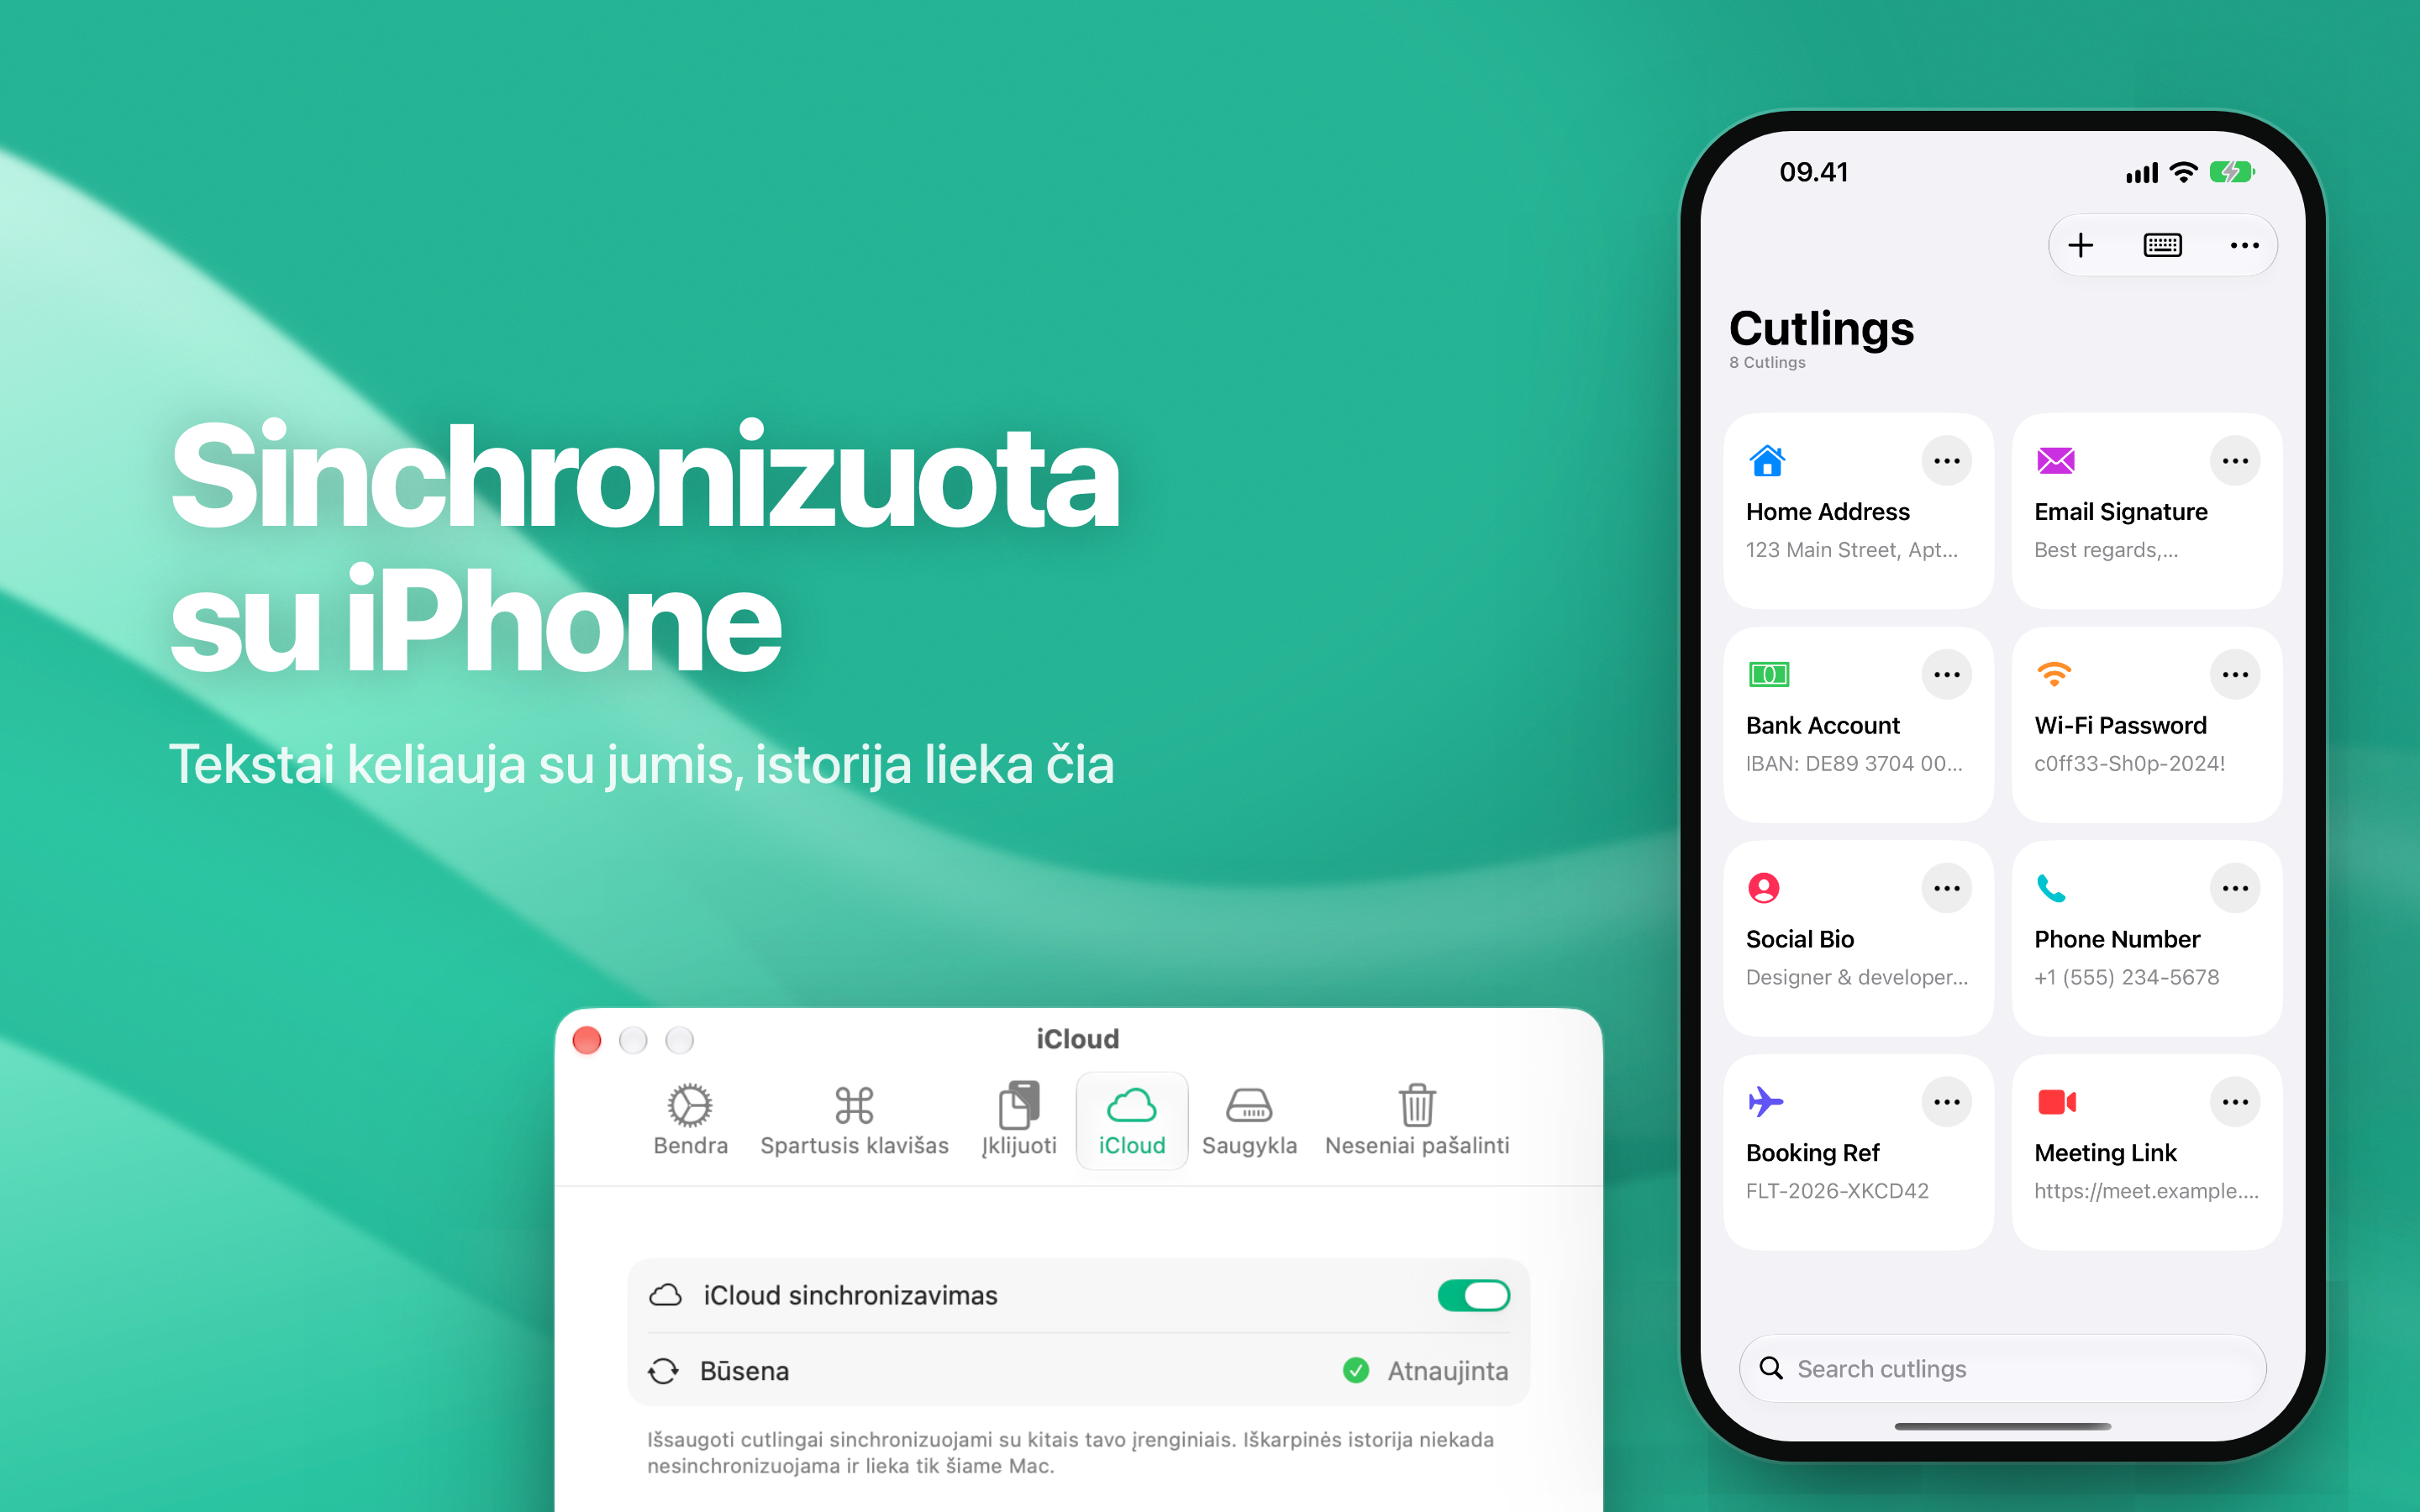 Sinchronizuota
su iPhone
Tekstai keliauja su jumis, istorija lieka čia
iCloud
Bendra
Spartusis klavišas
Įklijuoti
iCloud
Saugykla
Neseniai pašalinti
iCloud sinchronizavimas
Būsena
Atnaujinta
Išsaugoti cutlingai sinchronizuojami su kitais tavo įrenginiais. Iškarpinės istorija niekada
nesinchronizuojama ir lieka tik šiame Mac.
09.41
Cutlings
8 Cutlings
Home Address
123 Main Street, Apt...
Email Signature
Best regards,...
Bank Account
IBAN: DE89 3704 00...
Wi-Fi Password
c0ff33-Sh0p-2024!
Social Bio
Designer & developer...
Phone Number
+1 (555) 234-5678
Booking Ref
FLT-2026-XKCD42
Meeting Link
https://meet.example....
Search cutlings